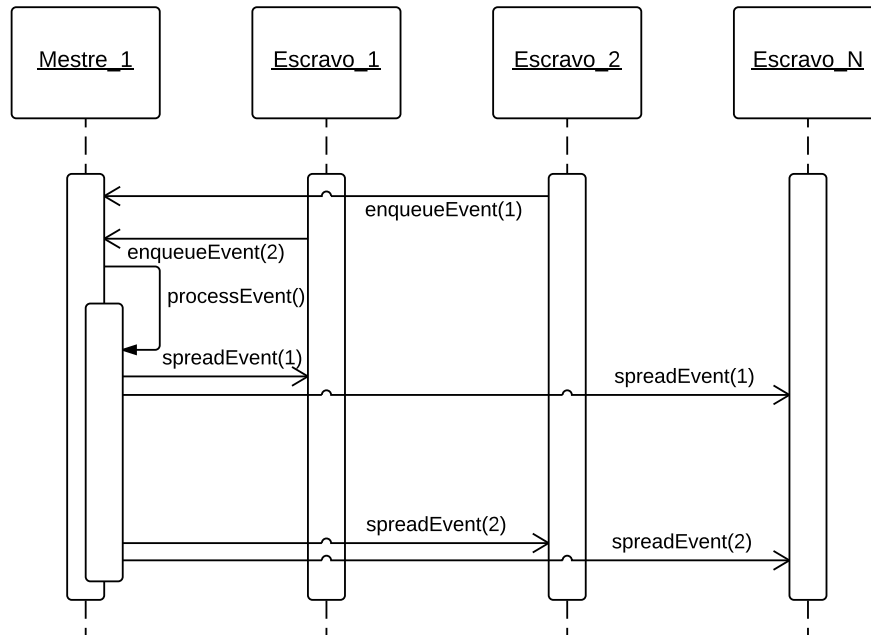 Mestre_1
Escravo_1
Escravo_2
Escravo_N
enqueueEvent(1)
enqueueEvent(2)
processEvent()
spreadEvent(1)
spreadEvent(1)
spreadEvent(2)
spreadEvent(2)